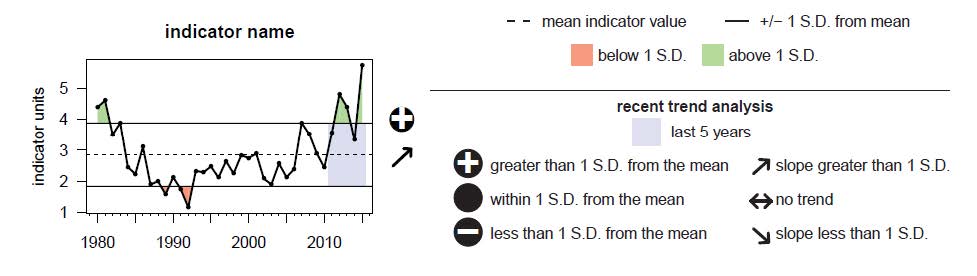 indicator name
indicator units
5
4
3
2
1
1980 1990 2000 2010
mean indicator value +/− 1 S.D. from mean
below 1 S.D. above 1 S.D.
recent trend analysis
last 5 years
greater than 1 S.D. from the mean slope greater than 1 S.D.
within 1 S.D. from the mean no trend
less than 1 S.D. from the mean slope less than 1 S.D.